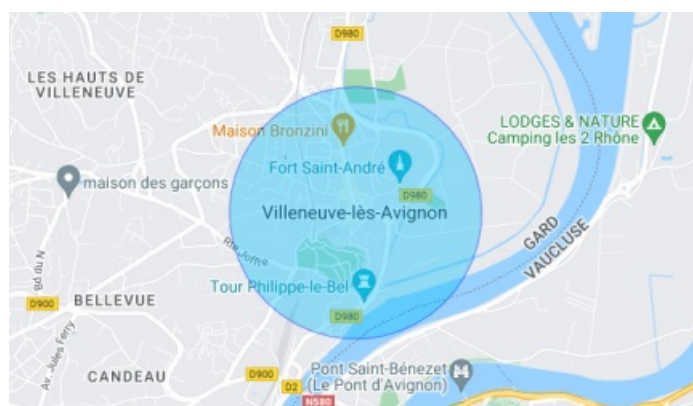 D980
LES HAUTS DE
VILLENEUVE
Maison Bronzini
LODGES & NATURE
Camping les 2 Rhône
Fort Saint-André
maison des garçons
D980
Villeneuve-lès-Avignon
GARD
VAUCLUSE
Rte Joffre
Bd du N
Tour Philippe-le-Bel
D900
BELLEVUE
D980
Av. Jules Ferry
CANDEAU
D900
D2
Pont Saint-Bénezet
(Le Pont d'Avignon)
N580